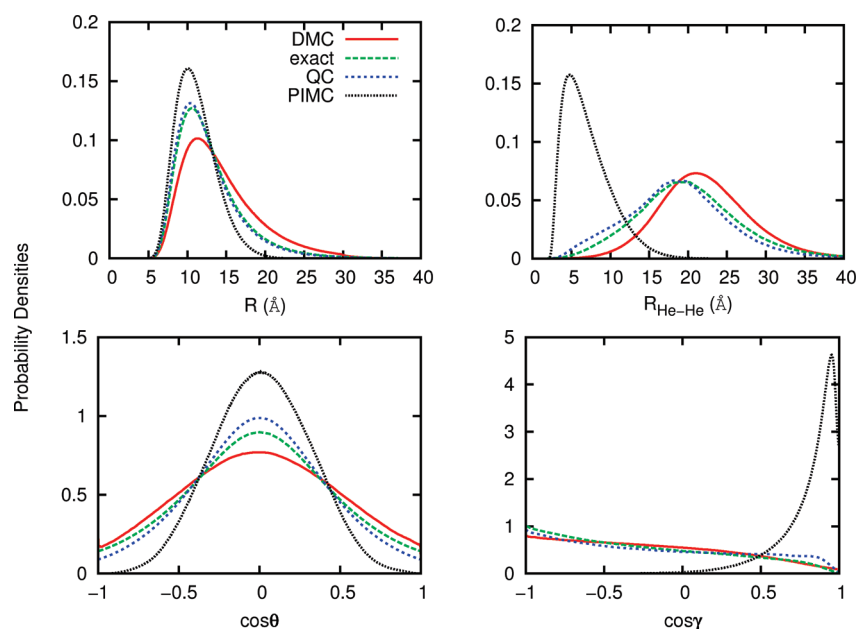 Probability Densities
0.2
0.15
0.1
0.05
0
0 5 10 15 20 25 30 35 40
R (Å)
DMC
exact
QC
PIMC
0.2
0.15
0.1
0.05
0
0 5 10 15 20 25 30 35 40
R_He−He (Å)
1.5
1
0.5
0
−1 −0.5 0 0.5 1
cosθ
5
4
3
2
1
0
−1 −0.5 0 0.5 1
cosγ